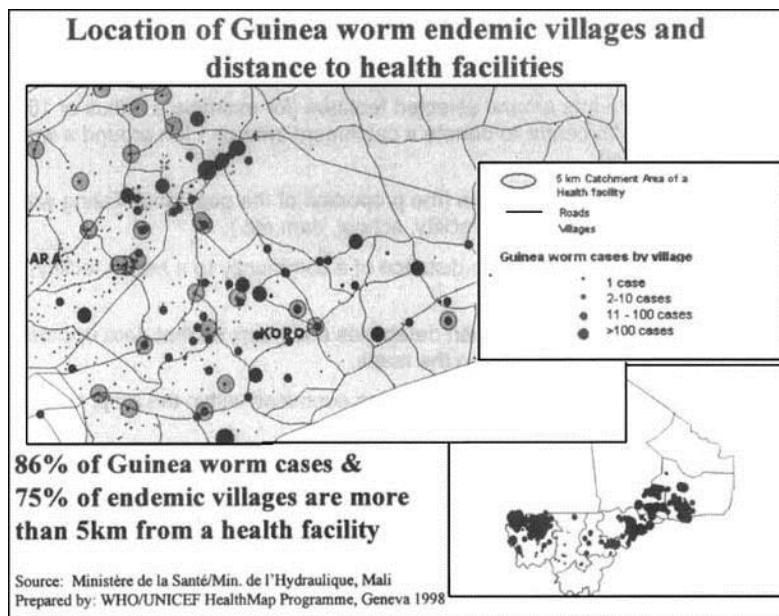 Location of Guinea worm endemic villages and
distance to health facilities
5 km Catchment Area of a
Health facility
Roads
Villages
Guinea worm cases by village
1 case
2-10 cases
11 - 100 cases
>100 cases
ARA
KORO
86% of Guinea worm cases &
75% of endemic villages are more
than 5km from a health facility
Source: Ministère de la Santé/Min. de l'Hydraulique, Mali
Prepared by: WHO/UNICEF HealthMap Programme, Geneva 1998